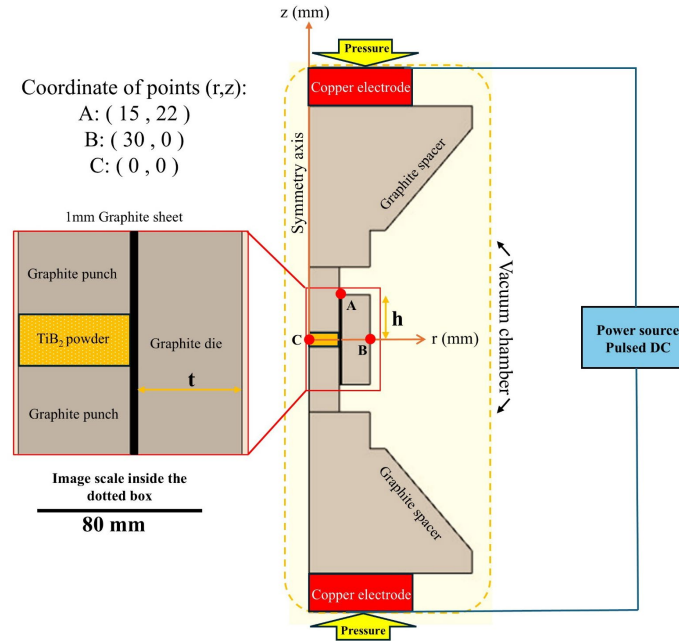 z (mm)
Pressure
Copper electrode
Coordinate of points (r,z):
A: ( 15 , 22 )
B: ( 30 , 0 )
C: ( 0 , 0 )
Symmetry axis
Graphite spacer
1mm Graphite sheet
Graphite punch
TiB₂ powder
Graphite die
t
Graphite punch
A
h
C
B
r (mm)
Vacuum chamber
Power source
Pulsed DC
Image scale inside the
dotted box
80 mm
Graphite spacer
Copper electrode
Pressure